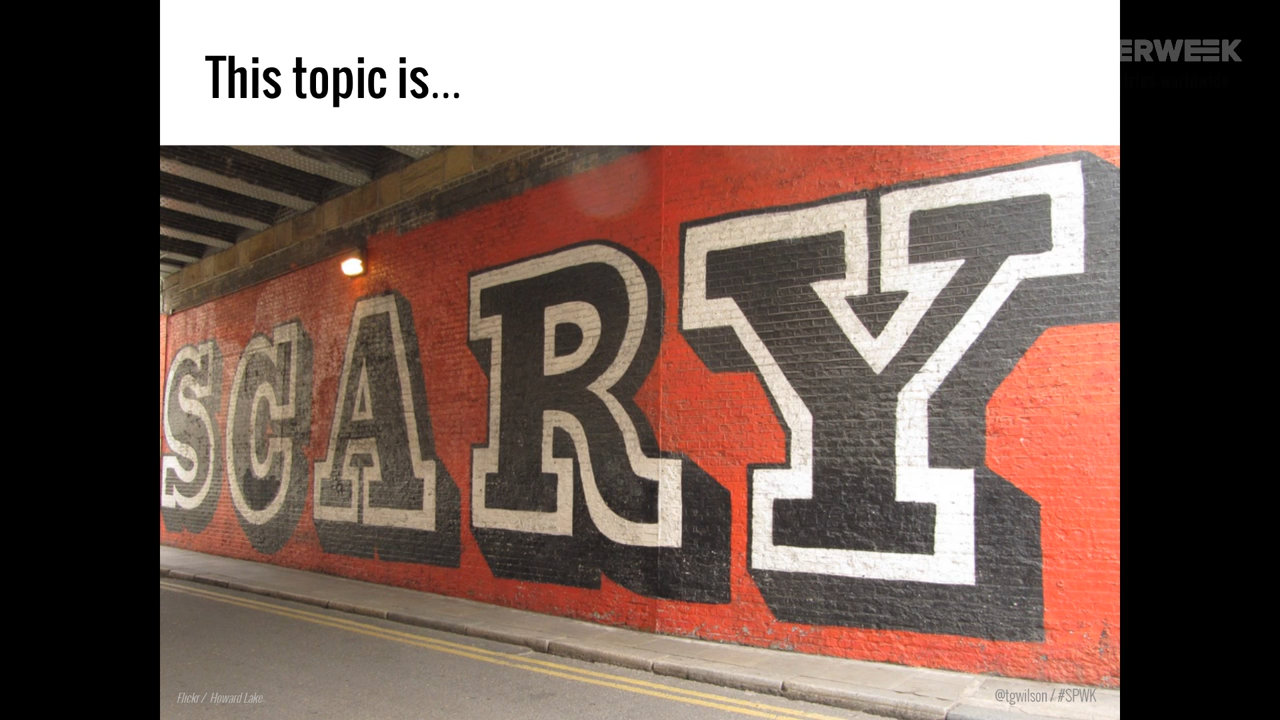 This topic is...
ERWEEK
SCARY
Flickr / Howard Lake
@tgwilson / #SPWK